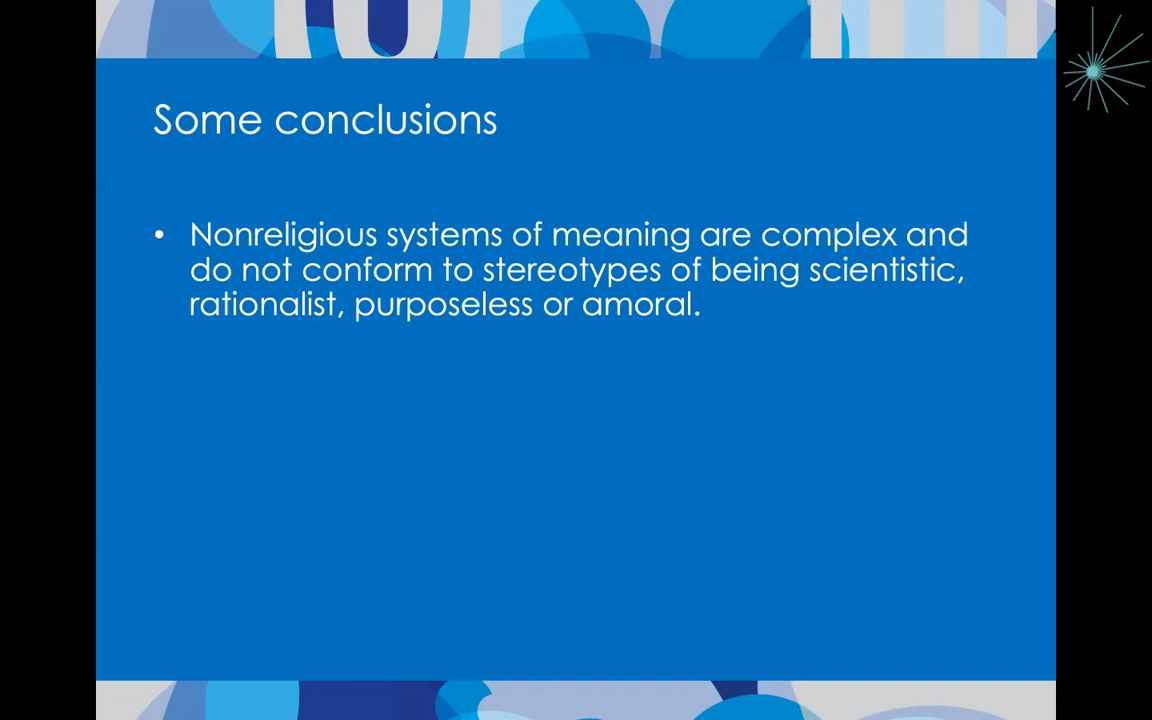 Some conclusions
• Nonreligious systems of meaning are complex and
do not conform to stereotypes of being scientistic,
rationalist, purposeless or amoral.